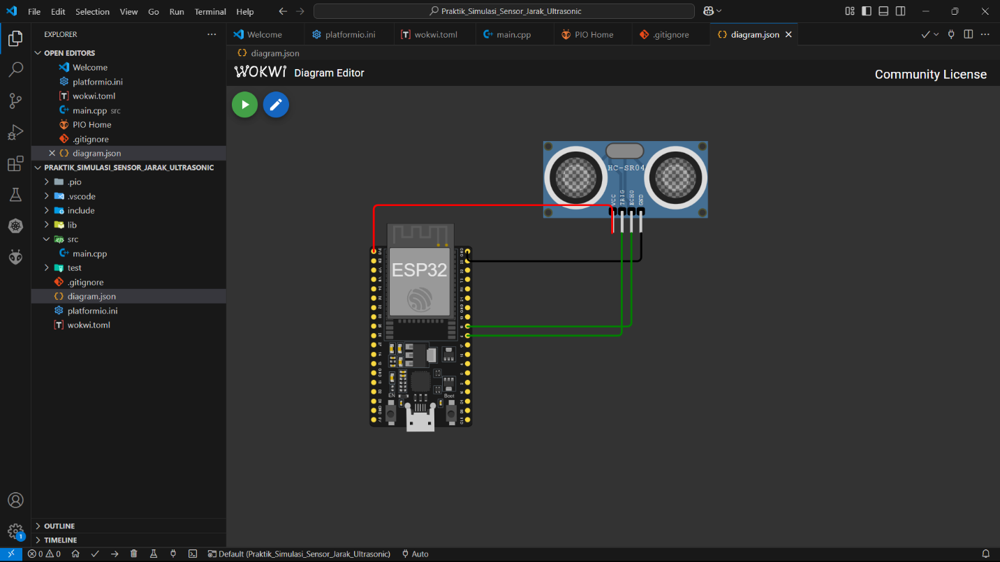 File Edit Selection View Go Run Terminal Help
Praktik_Simulasi_Sensor_Jarak_Ultrasonic
EXPLORER
OPEN EDITORS
Welcome
platformio.ini
wokwi.toml
main.cpp src
PIO Home
.gitignore
diagram.json
PRAKTIK_SIMULASI_SENSOR_JARAK_ULTRASONIC
.pio
.vscode
include
lib
src
main.cpp
test
.gitignore
diagram.json
platformio.ini
wokwi.toml
OUTLINE
TIMELINE
Welcome platformio.ini wokwi.toml main.cpp PIO Home .gitignore diagram.json
diagram.json
WOKWI Diagram Editor
Community License
HC-SR04
VCC
TRIG
ECHO
GND
ESP32
EN
Boot
1
0 0 Default (Praktik_Simulasi_Sensor_Jarak_Ultrasonic) Auto